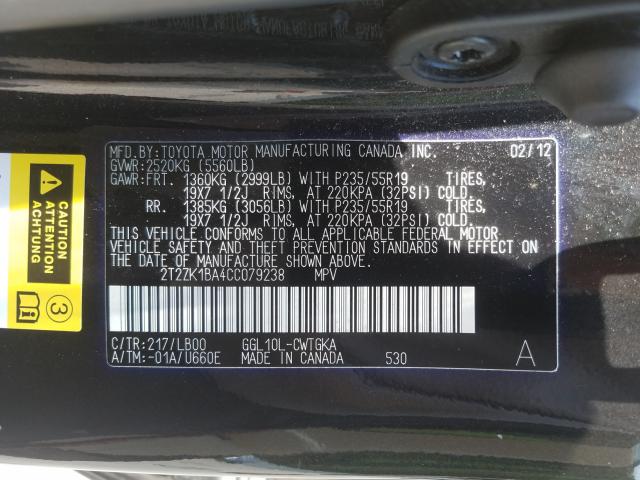 MFD. BY: TOYOTA MOTOR MANUFACTURING CANADA INC. 02/12
GVWR: 2520KG (5560LB)
GAWR: FRT. 1360KG (2999LB) WITH P235/55R19 TIRES,
19X7 1/2J RIMS, AT 220KPA (32PSI) COLD.
RR. 1385KG (3056LB) WITH P235/55R19 TIRES,
19X7 1/2J RIMS, AT 220KPA (32PSI) COLD.
THIS VEHICLE CONFORMS TO ALL APPLICABLE FEDERAL MOTOR
VEHICLE SAFETY AND THEFT PREVENTION STANDARDS IN EFFECT
ON THE DATE OF MANUFACTURE SHOWN ABOVE.
2T2ZK1BA4CC079238 MPV
C/TR: 217/LB00 GGL10L-CWTGKA
A/TM: -01A/U660E MADE IN CANADA 530 A
ACHTUNG
3